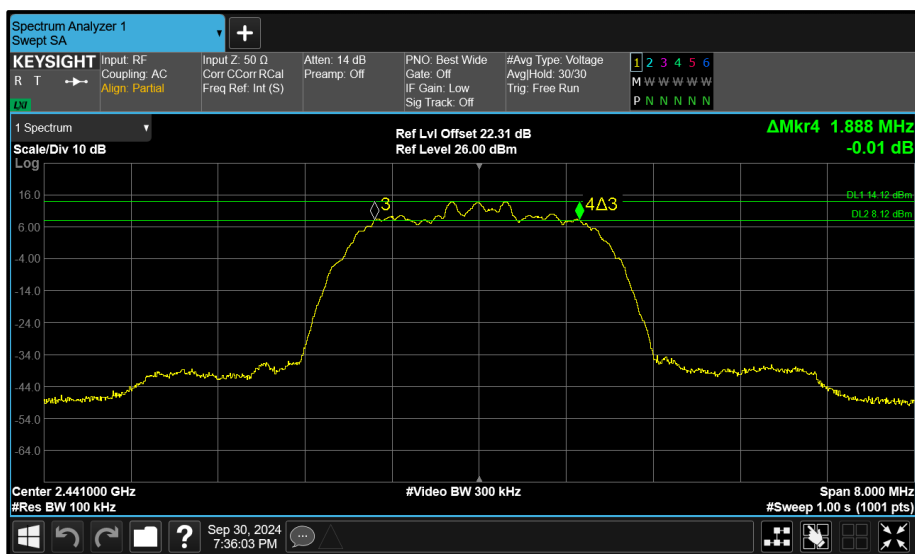 Spectrum Analyzer 1
Swept SA
+
KEYSIGHT
R T
LXI
Input: RF
Coupling: AC
Align: Partial
Input Z: 50 Ω
Corr CCorr RCal
Freq Ref: Int (S)
Atten: 14 dB
Preamp: Off
PNO: Best Wide
Gate: Off
IF Gain: Low
Sig Track: Off
#Avg Type: Voltage
Avg|Hold: 30/30
Trig: Free Run
1 2 3 4 5 6
M W W W W W
P N N N N N
1 Spectrum
Scale/Div 10 dB
Log
Ref Lvl Offset 22.31 dB
Ref Level 26.00 dBm
ΔMkr4 1.888 MHz
-0.01 dB
16.0
6.00
-4.00
-14.0
-24.0
-34.0
-44.0
-54.0
-64.0
3
4Δ3
DL1 14.12 dBm
DL2 8.12 dBm
Center 2.441000 GHz
#Res BW 100 kHz
#Video BW 300 kHz
Span 8.000 MHz
#Sweep 1.00 s (1001 pts)
?
Sep 30, 2024
7:36:03 PM